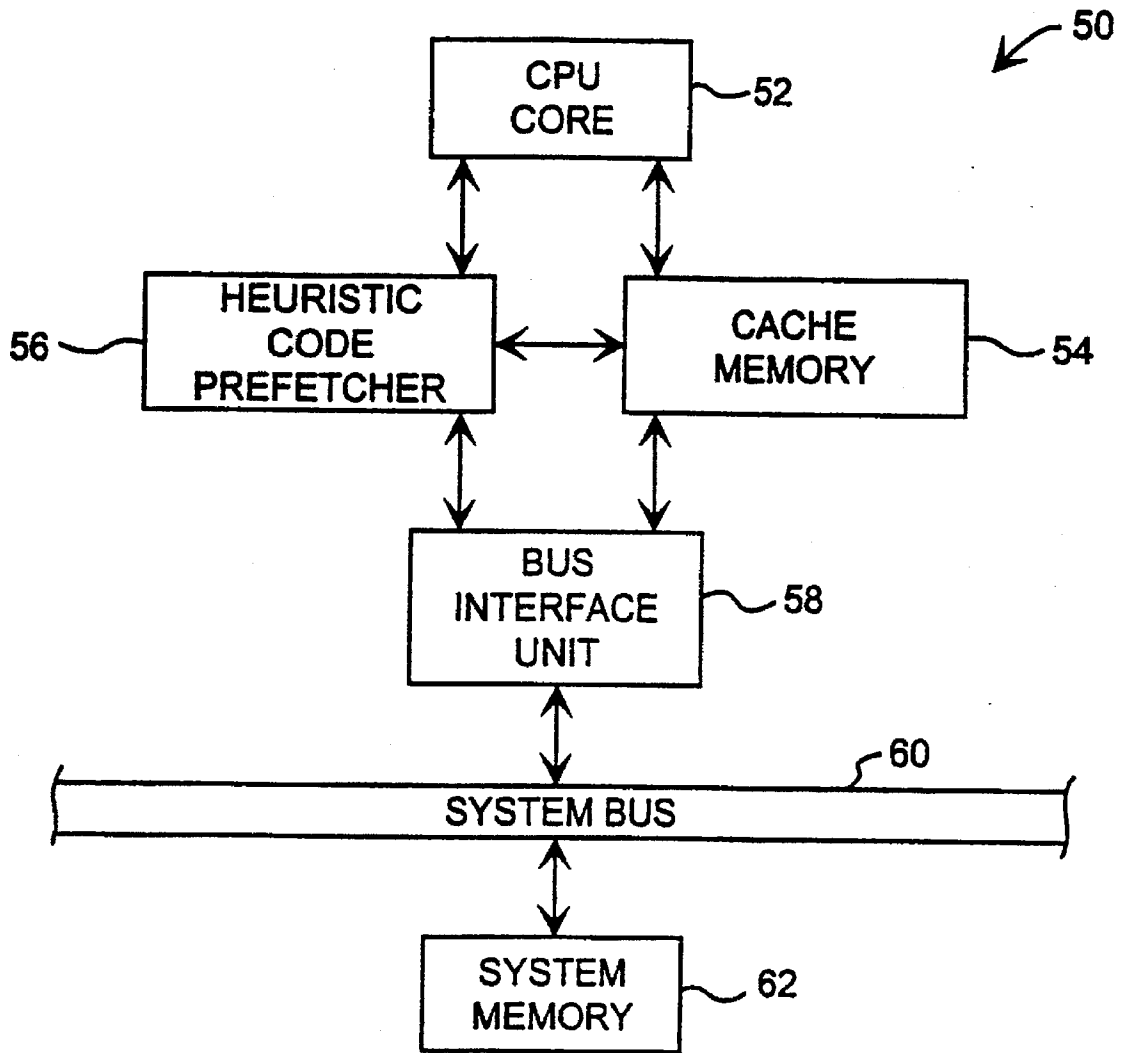 50
CPU
CORE
52
HEURISTIC
CODE
PREFETCHER
56
CACHE
MEMORY
54
BUS
INTERFACE
UNIT
58
60
SYSTEM BUS
SYSTEM
MEMORY
62